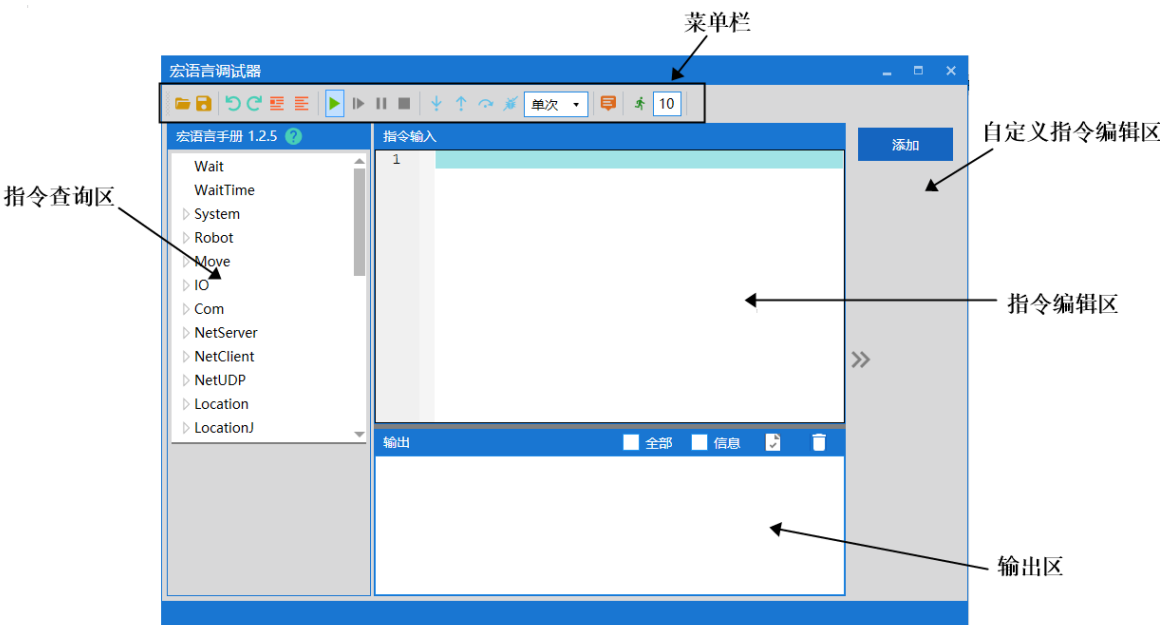 菜单栏
宏语言调试器
单次
10
宏语言手册 1.2.5 ?
指令输入
添加
自定义指令编辑区
1
Wait
WaitTime
System
Robot
Move
IO
Com
NetServer
NetClient
NetUDP
Location
LocationJ
指令查询区
指令编辑区
输出
全部
信息
输出区